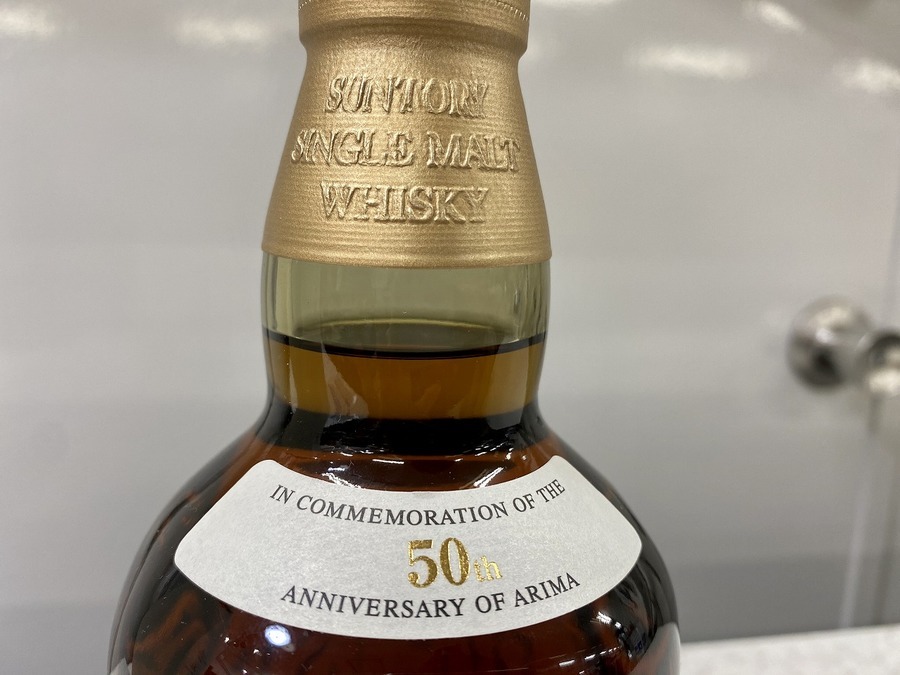 SUNTORY
SINGLE MALT
WHISKY
IN COMMEMORATION OF THE
50th
ANNIVERSARY OF ARIMA